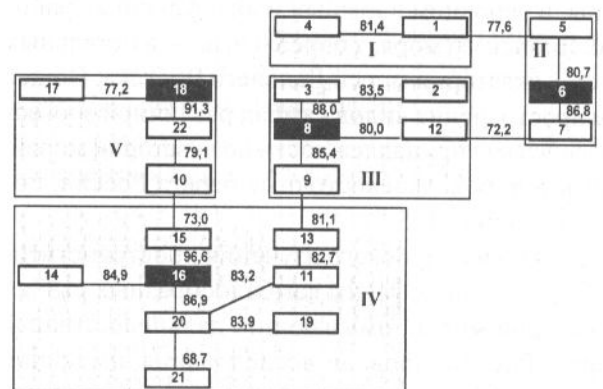 4 81,4 1 77,6 5
I II
80,7
17 77,2 18 3 83,5 2 6
91,3 88,0 86,8
22 8 80,0 12 72,2 7
V 79,1 85,4
10 9 III
73,0 81,1
15 13
96,6 82,7
14 84,9 16 83,2 11 IV
86,9
20 83,9 19
68,7
21